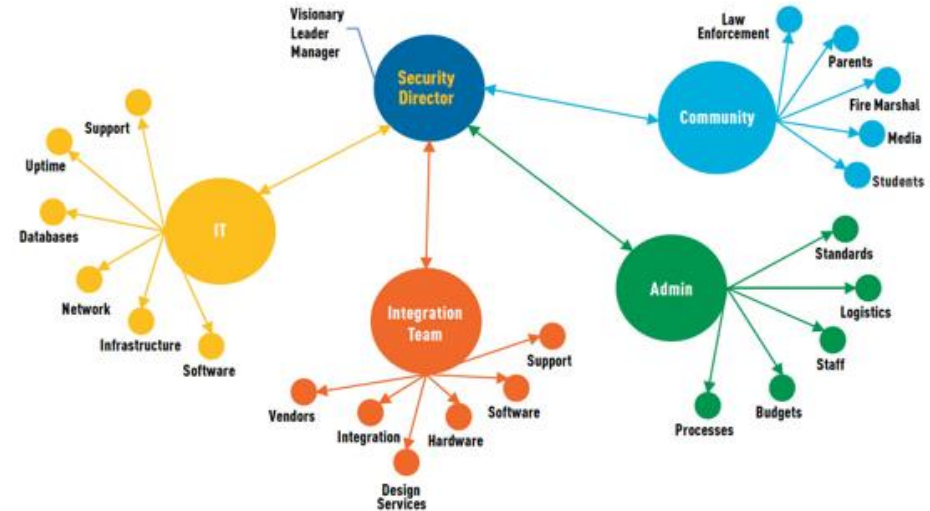 Visionary
Leader
Manager
Security
Director
Law
Enforcement
Parents
Fire Marshal
Media
Students
Community
Support
Uptime
Databases
Network
Infrastructure
Software
IT
Integration
Team
Support
Software
Hardware
Design
Services
Integration
Vendors
Admin
Standards
Logistics
Staff
Budgets
Processes